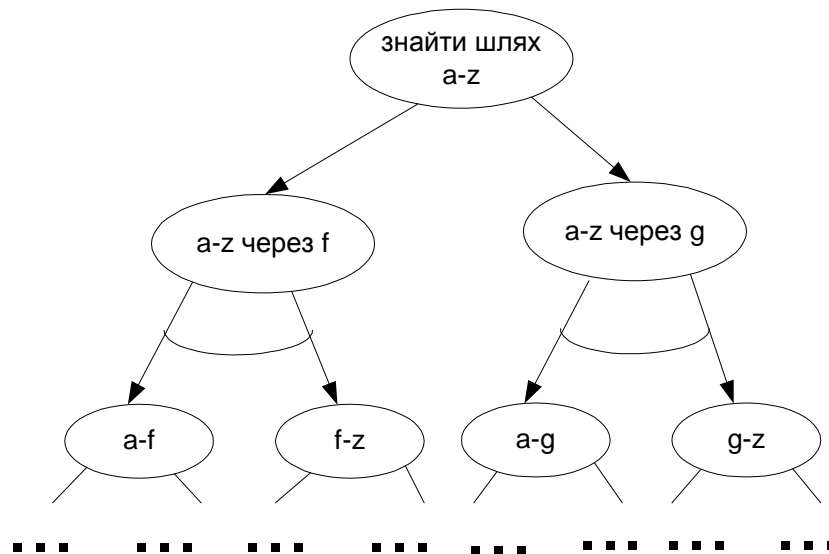 знайти шлях
a-z
a-z через f
a-z через g
a-f
f-z
a-g
g-z